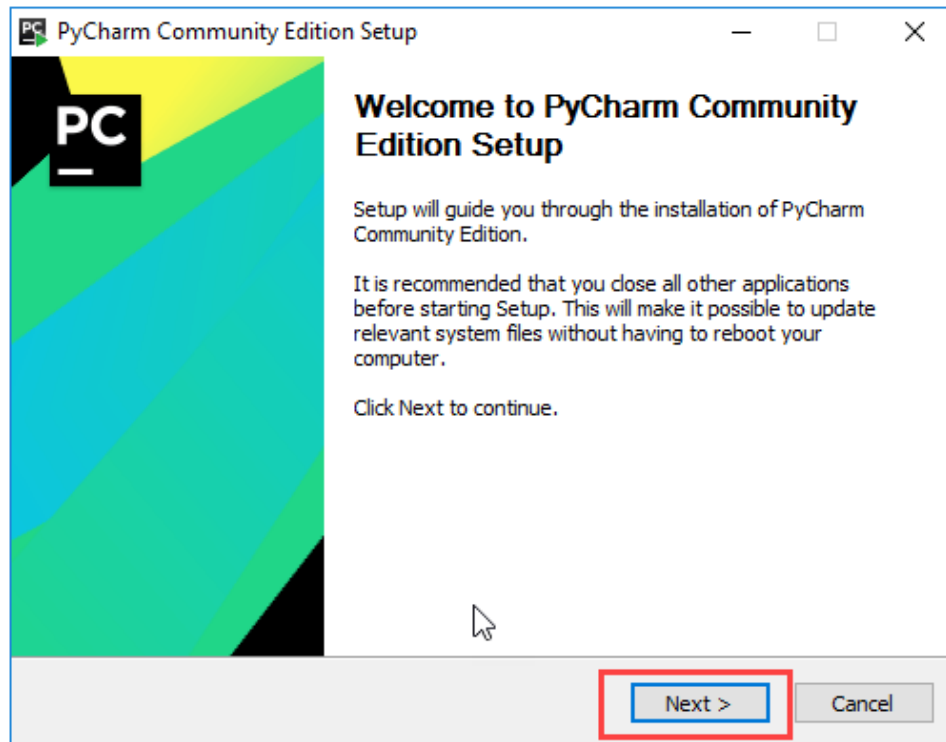 PyCharm Community Edition Setup
PC
Welcome to PyCharm Community
Edition Setup
Setup will guide you through the installation of PyCharm
Community Edition.
It is recommended that you close all other applications
before starting Setup. This will make it possible to update
relevant system files without having to reboot your
computer.
Click Next to continue.
Next >
Cancel